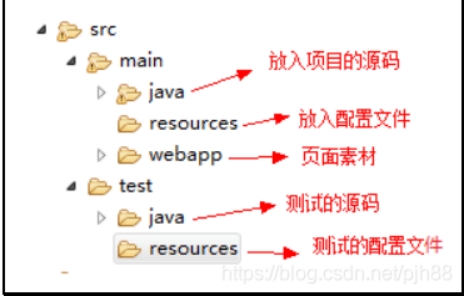 src
main
java 放入项目的源码
resources 放入配置文件
webapp 页面素材
test
java 测试的源码
resources 测试的配置文件
https://blog.csdn.net/pjh88